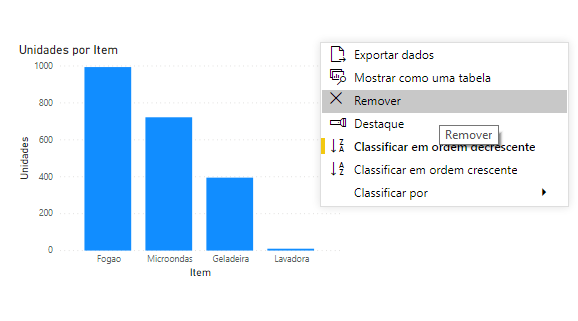 Unidades por Item
1000
800
600
400
200
0
Unidades
Fogao Microondas Geladeira Lavadora
Item
Exportar dados
Mostrar como uma tabela
Remover
Destaque
Remover
Classificar em ordem decrescente
Classificar em ordem crescente
Classificar por